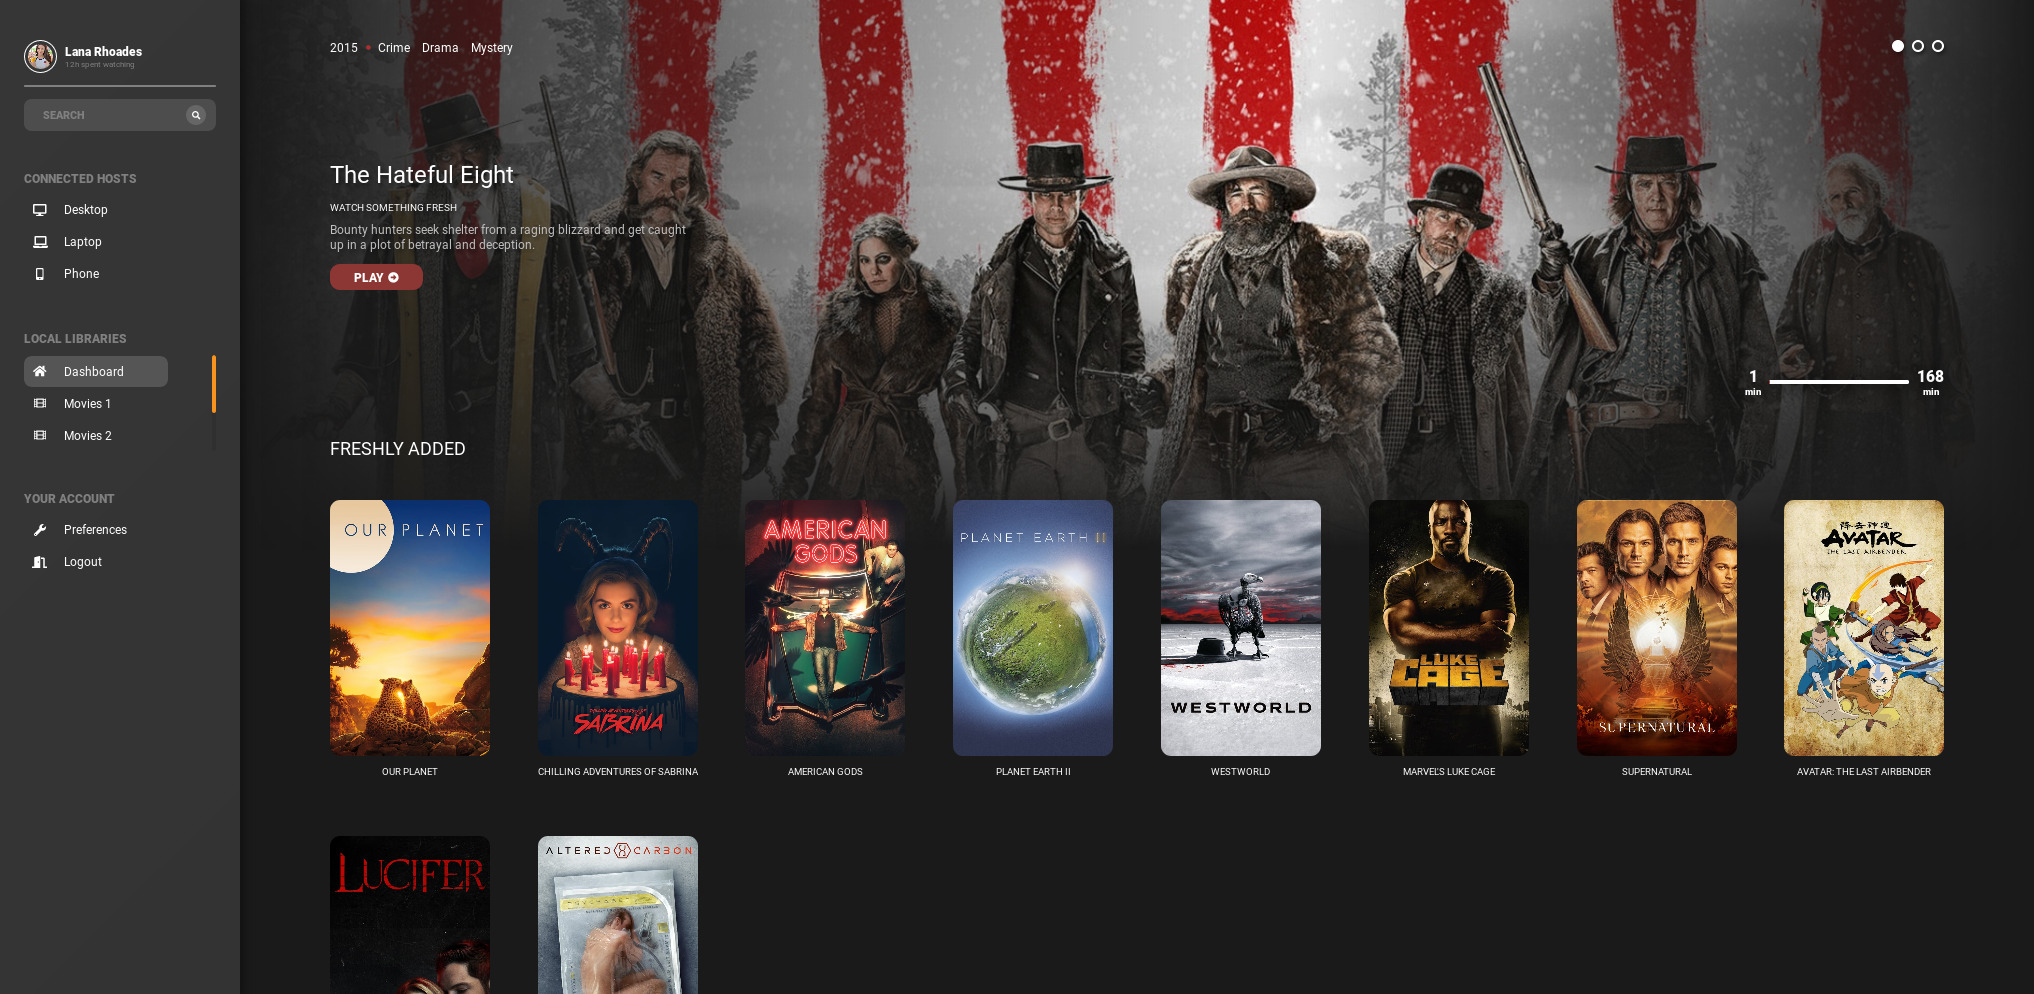 Lana Rhoades
12h spent watching
SEARCH
CONNECTED HOSTS
Desktop
Laptop
Phone
LOCAL LIBRARIES
Dashboard
Movies 1
Movies 2
YOUR ACCOUNT
Preferences
Logout
2015 • Crime Drama Mystery
The Hateful Eight
WATCH SOMETHING FRESH
Bounty hunters seek shelter from a raging blizzard and get caught
up in a plot of betrayal and deception.
PLAY
1 168
min min
FRESHLY ADDED
OUR PLANET
SABRINA
AMERICAN
GODS
PLANET EARTH II
WESTWORLD
LUKE
CAGE
SUPERNATURAL
AVATAR
THE LAST AIRBENDER
OUR PLANET
CHILLING ADVENTURES OF SABRINA
AMERICAN GODS
PLANET EARTH II
WESTWORLD
MARVEL'S LUKE CAGE
SUPERNATURAL
AVATAR: THE LAST AIRBENDER
LUCIFER
ALTERED CARBON